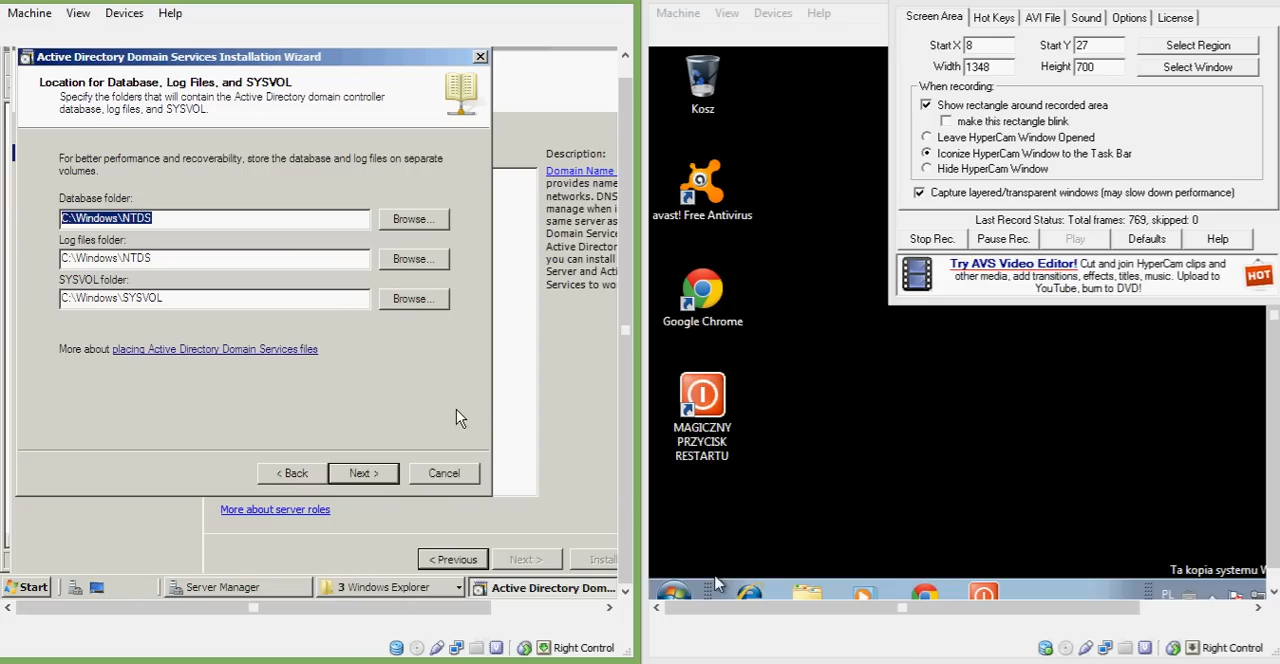 Machine View Devices Help
Active Directory Domain Services Installation Wizard
Location for Database, Log Files, and SYSVOL
Specify the folders that will contain the Active Directory domain controller
database, log files, and SYSVOL.
For better performance and recoverability, store the database and log files on separate
volumes.
Database folder:
C:\Windows\NTDS
Browse...
Log files folder:
C:\Windows\NTDS
Browse...
SYSVOL folder:
C:\Windows\SYSVOL
Browse...
More about placing Active Directory Domain Services files
< Back Next > Cancel
Description:
Domain Name
provides name
networks. DNS
manage when i
same server as
Domain Service
Active Director
you can install
Server and Acti
Services to wo
More about server roles
< Previous Next > Instal
Start Server Manager 3 Windows Explorer Active Directory Dom...
Right Control
Machine View Devices Help
Kosz
avast! Free Antivirus
Google Chrome
MAGICZNY
PRZYCISK
RESTARTU
Ta kopia systemu W
PL
Right Control
Screen Area Hot Keys AVI File Sound Options License
Start X 8 Start Y 27 Select Region
Width 1348 Height 700 Select Window
When recording:
Show rectangle around recorded area
make this rectangle blink
Leave HyperCam Window Opened
Iconize HyperCam Window to the Task Bar
Hide HyperCam Window
Capture layered/transparent windows (may slow down performance)
Last Record Status: Total frames: 769, skipped: 0
Stop Rec. Pause Rec. Play Defaults Help
Try AVS Video Editor! Cut and join HyperCam clips and
other media, add transitions, effects, titles, music. Upload to
YouTube, burn to DVD!
HOT